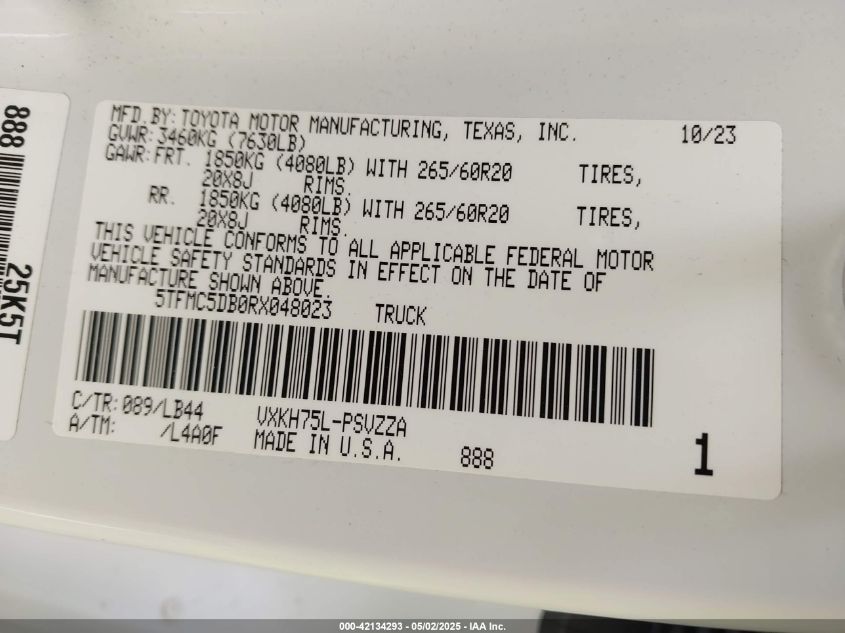 MFD. BY: TOYOTA MOTOR MANUFACTURING, TEXAS, INC. 10/23
GVWR: 3460KG (7630LB)
GAWR: FRT. 1850KG (4080LB) WITH 265/60R20 TIRES,
20X8J RIMS.
RR. 1850KG (4080LB) WITH 265/60R20 TIRES,
20X8J RIMS.
THIS VEHICLE CONFORMS TO ALL APPLICABLE FEDERAL MOTOR
VEHICLE SAFETY STANDARDS IN EFFECT ON THE DATE OF
MANUFACTURE SHOWN ABOVE.
5TFMC5DB0RX048023 TRUCK
C/TR: 089/LB44 VXKH75L-PSVZZA
A/TM: /L4A0F MADE IN U.S.A. 888 1
888
25K5T
000-42134293 - 05/02/2025 - IAA Inc.